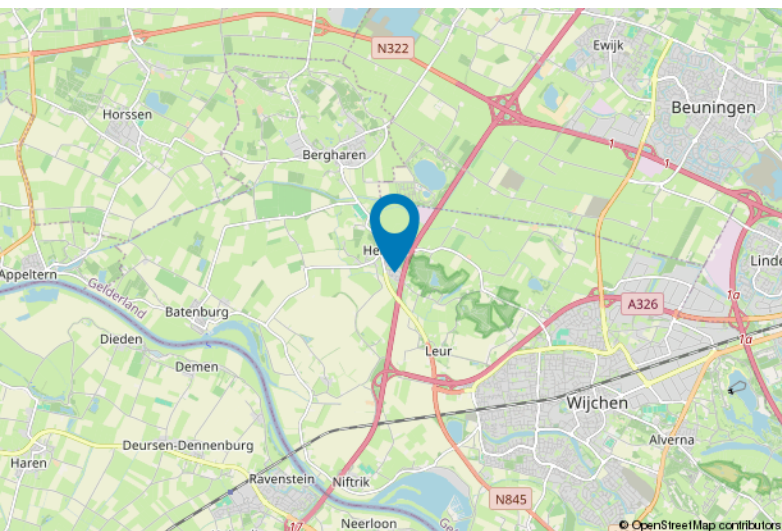 N322
Ewijk
Beuningen
Horssen
1
Bergharen
1
He
Linde
Appeltern
Gelderland
1a
A326
Batenburg
1a
Dieden
Leur
Demen
Wijchen
Alverna
Deursen-Dennenburg
Haren
Ravenstein
Niftrik
N845
17
Neerloon
Ge
© OpenStreetMap contributors